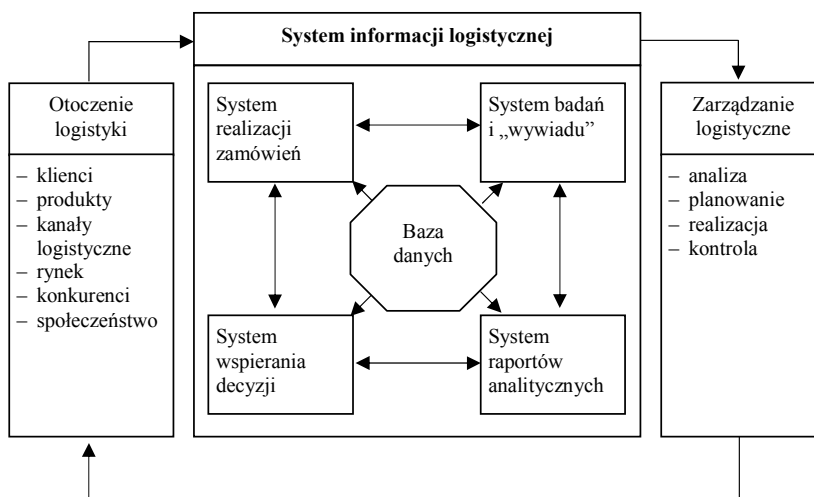 System informacji logistycznej
Otoczenie
logistyki
– klienci
– produkty
– kanały
logistyczne
– rynek
– konkurenci
– społeczeństwo
System
realizacji
zamówień
System badań
i „wywiadu”
Baza
danych
System
wspierania
decyzji
System
raportów
analitycznych
Zarządzanie
logistyczne
– analiza
– planowanie
– realizacja
– kontrola